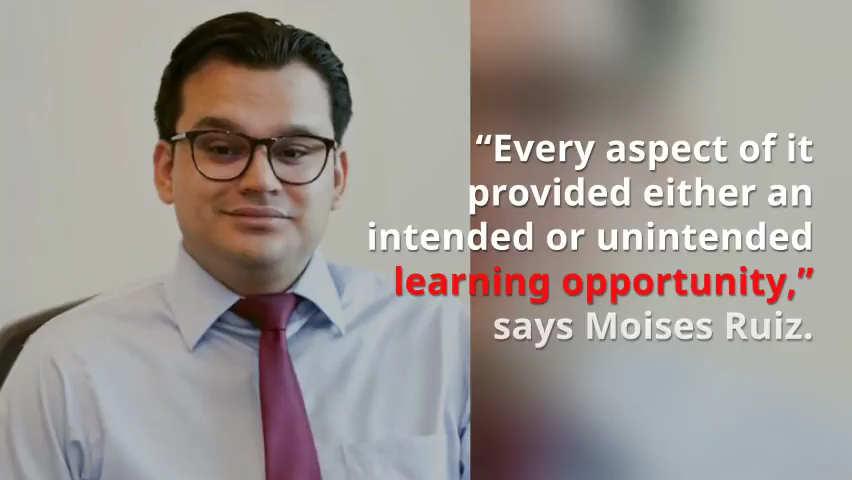 “Every aspect of it
provided either an
intended or unintended
learning opportunity,”
says Moises Ruiz.